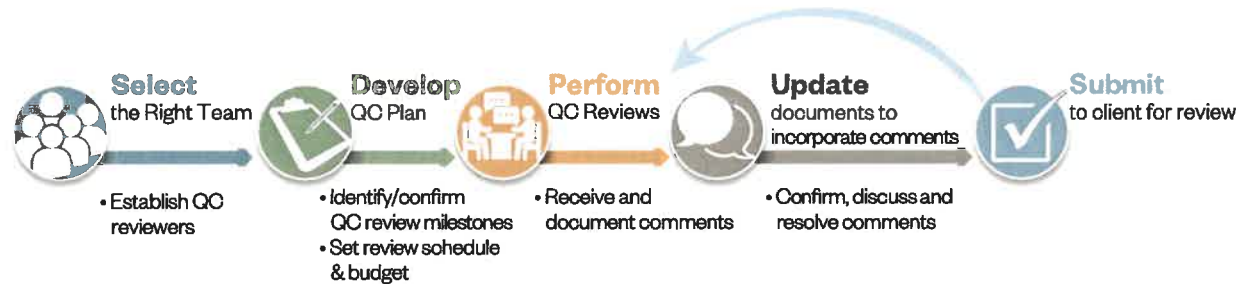 Select
the Right Team
• Establish QC
reviewers
Develop
QC Plan
• Identify/confirm
QC review milestones
• Set review schedule
& budget
Perform
QC Reviews
• Receive and
document comments
Update
documents to
incorporate comments
• Confirm, discuss and
resolve comments
Submit
to client for review